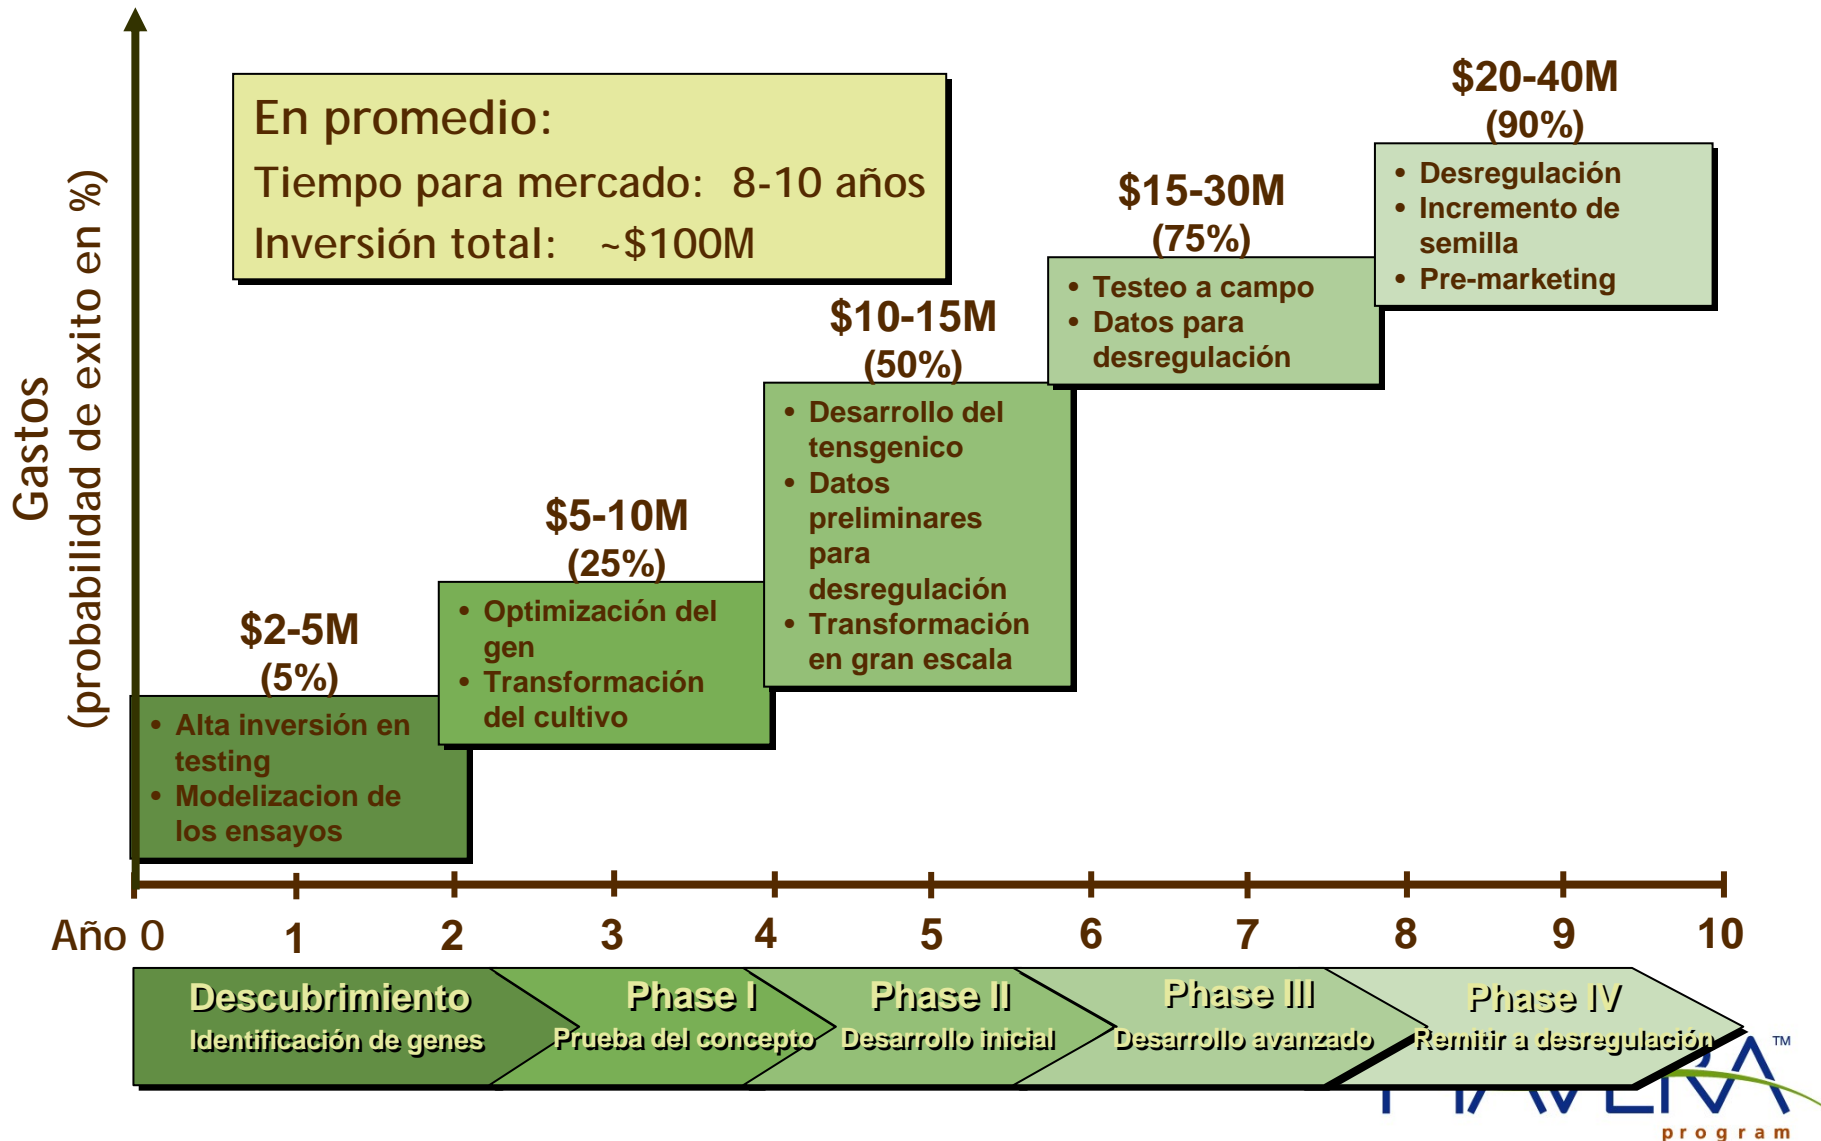 En promedio:
Tiempo para mercado: 8-10 años
Inversión total: ~$100M
Gastos
(probabilidad de exito en %)
$2-5M
(5%)
• Alta inversión en
testing
• Modelizacion de
los ensayos
$5-10M
(25%)
• Optimización del
gen
• Transformación
del cultivo
$10-15M
(50%)
• Desarrollo del
tensgenico
• Datos
preliminares
para
desregulación
• Transformación
en gran escala
$15-30M
(75%)
• Testeo a campo
• Datos para
desregulación
$20-40M
(90%)
• Desregulación
• Incremento de
semilla
• Pre-marketing
Año 0 1 2 3 4 5 6 7 8 9 10
Descubrimiento
Identificación de genes
Phase I
Prueba del concepto
Phase II
Desarrollo inicial
Phase III
Desarrollo avanzado
Phase IV
Remitir a desregulación
TM
program